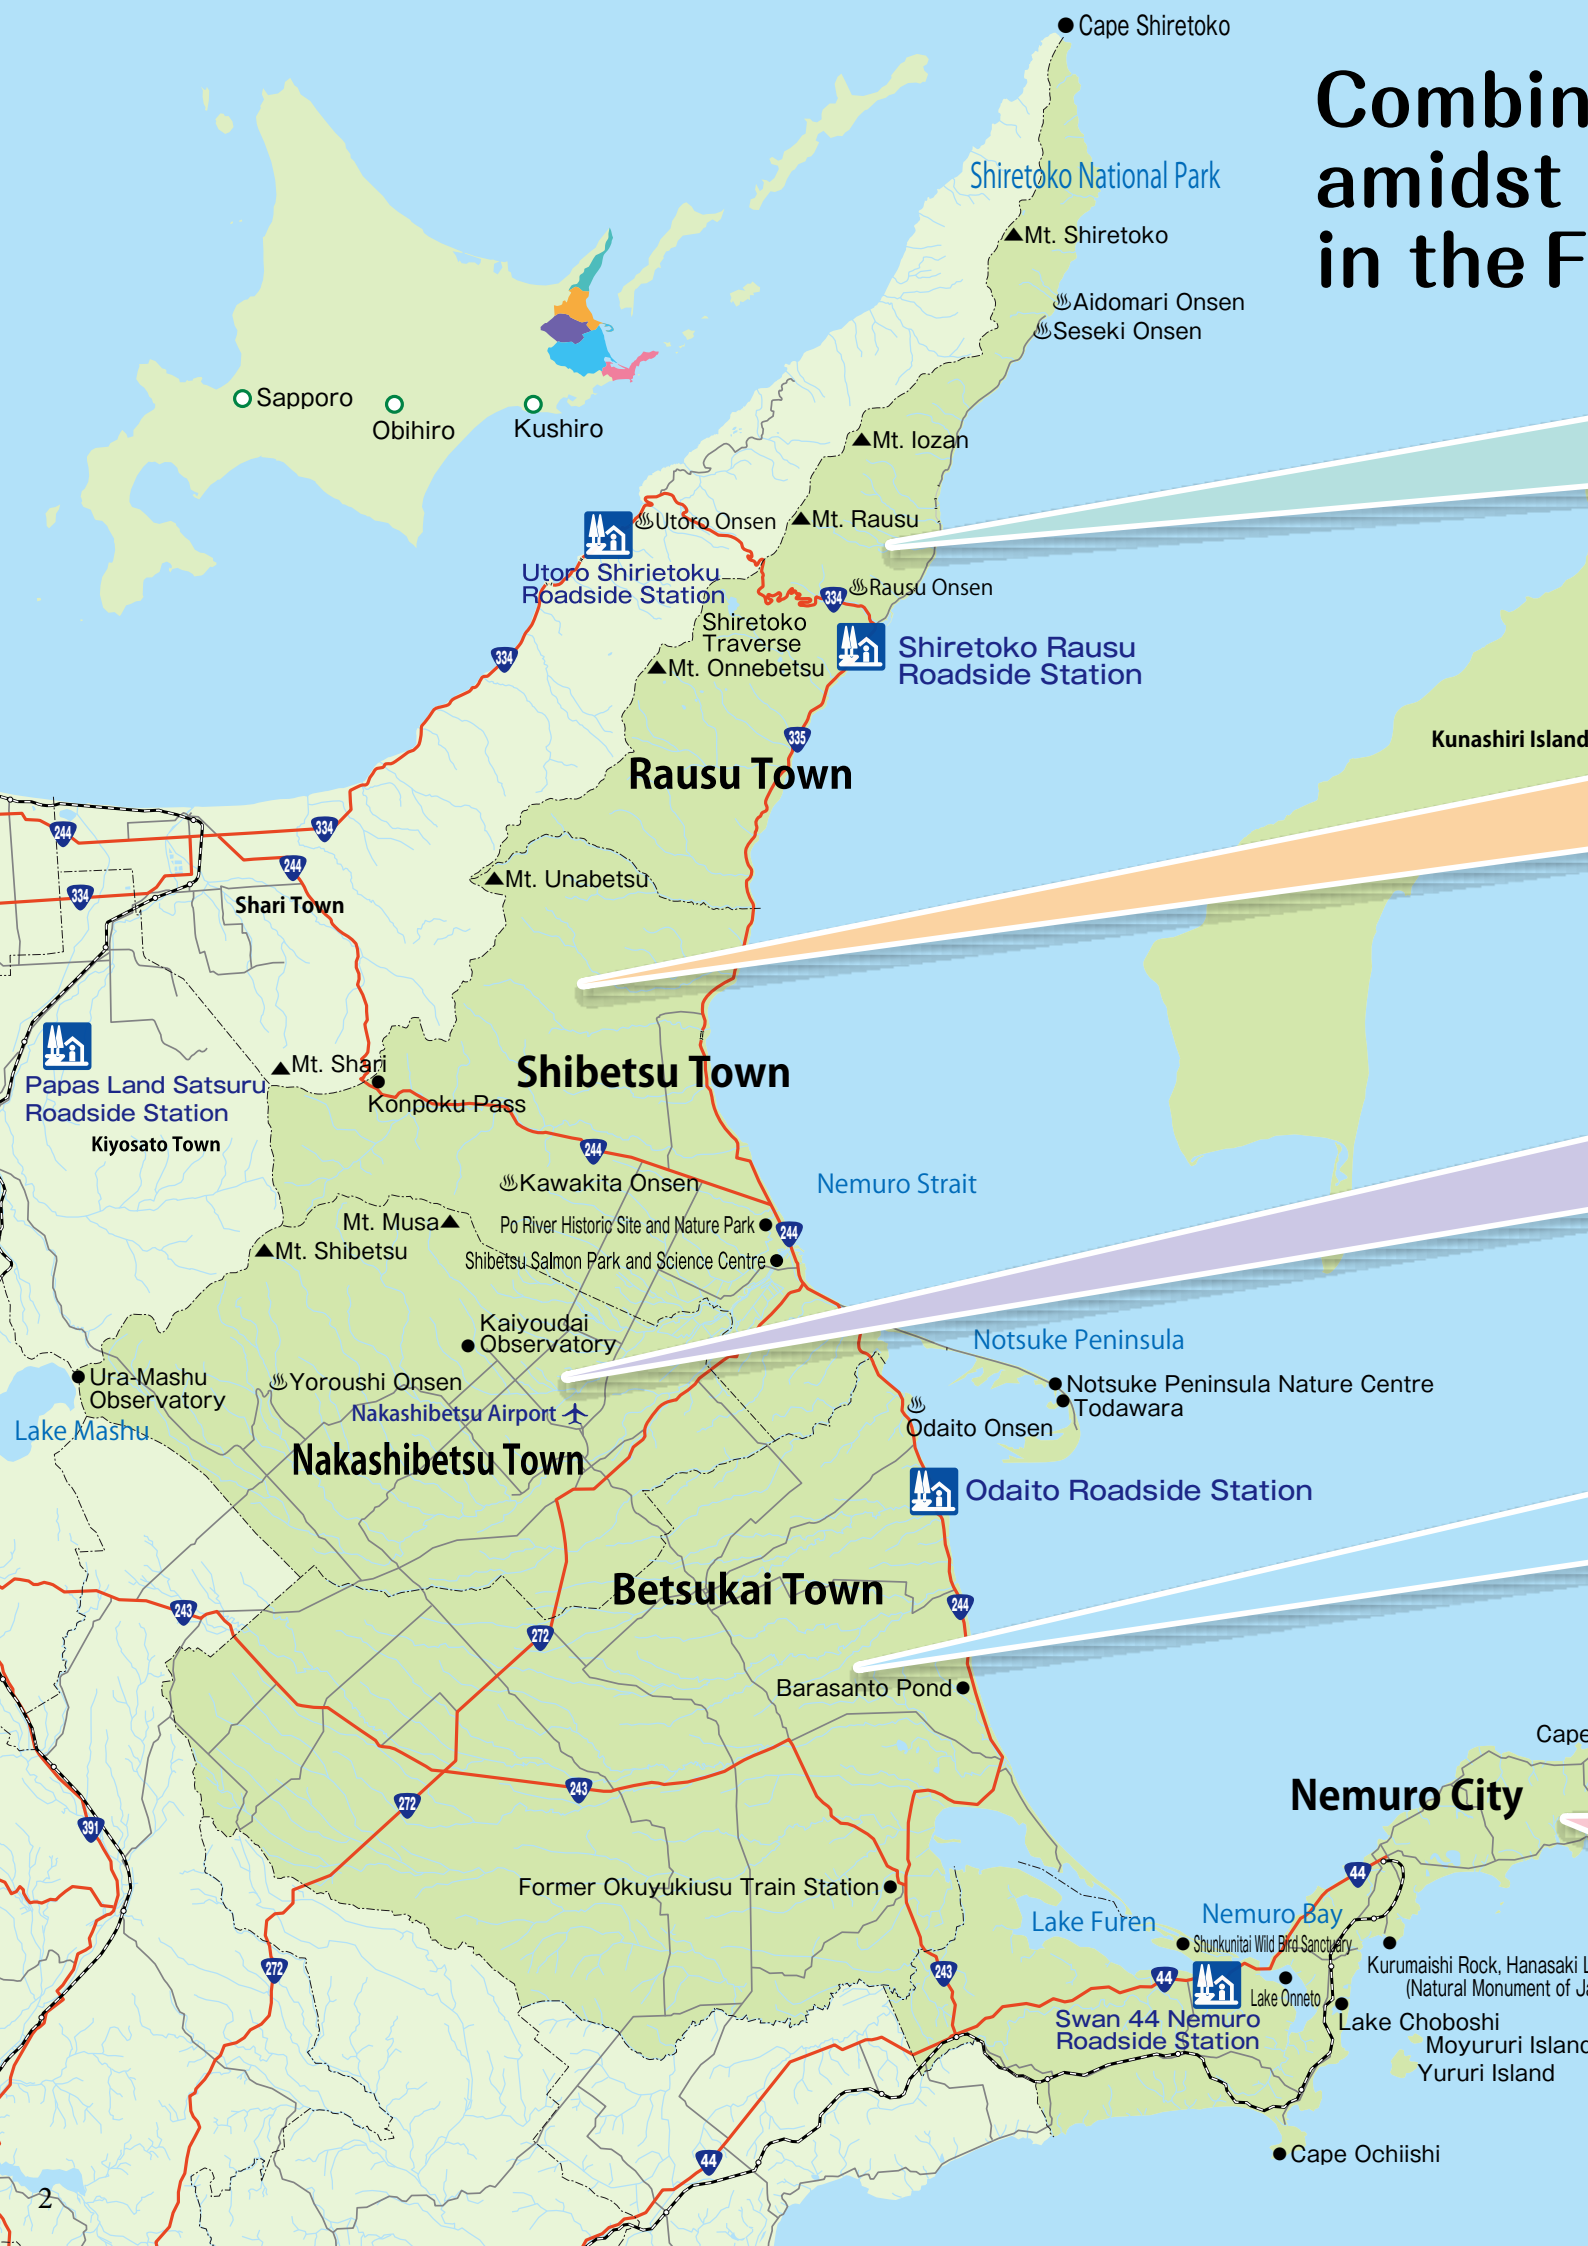 Cape Shiretoko
Combin
amidst
in the F
Shiretoko National Park
Mt. Shiretoko
Aidomari Onsen
Seseki Onsen
Sapporo
Obihiro
Kushiro
Mt. Iozan
Utoro Onsen
Mt. Rausu
Utoro Shirietoku
Roadside Station
Rausu Onsen
334
Shiretoko
Traverse
Shiretoko Rausu
Roadside Station
334
Mt. Onnebetsu
335
Kunashiri Island
Rausu Town
244
334
244
334
Mt. Unabetsu
Shari Town
Papas Land Satsuru
Roadside Station
Kiyosato Town
Mt. Shari
Konpoku Pass
Shibetsu Town
244
Kawakita Onsen
Nemuro Strait
Mt. Musa
Mt. Shibetsu
Po River Historic Site and Nature Park
244
Shibetsu Salmon Park and Science Centre
Kaiyoudai
Observatory
Notsuke Peninsula
Ura-Mashu
Observatory
Yoroushi Onsen
Notsuke Peninsula Nature Centre
Todawara
Nakashibetsu Airport
Lake Mashu
Odaito Onsen
Nakashibetsu Town
Odaito Roadside Station
Betsukai Town
243
244
272
Barasanto Pond
Cape
243
272
Nemuro City
391
44
Former Okuyukiusu Train Station
Lake Furen
Nemuro Bay
Shunkunitai Wild Bird Sanctuary
272
243
44
Kurumaishi Rock, Hanasaki L
(Natural Monument of Ja
Lake Onneto
Swan 44 Nemuro
Roadside Station
Lake Choboshi
Moyururi Island
Yururi Island
44
Cape Ochiishi
2